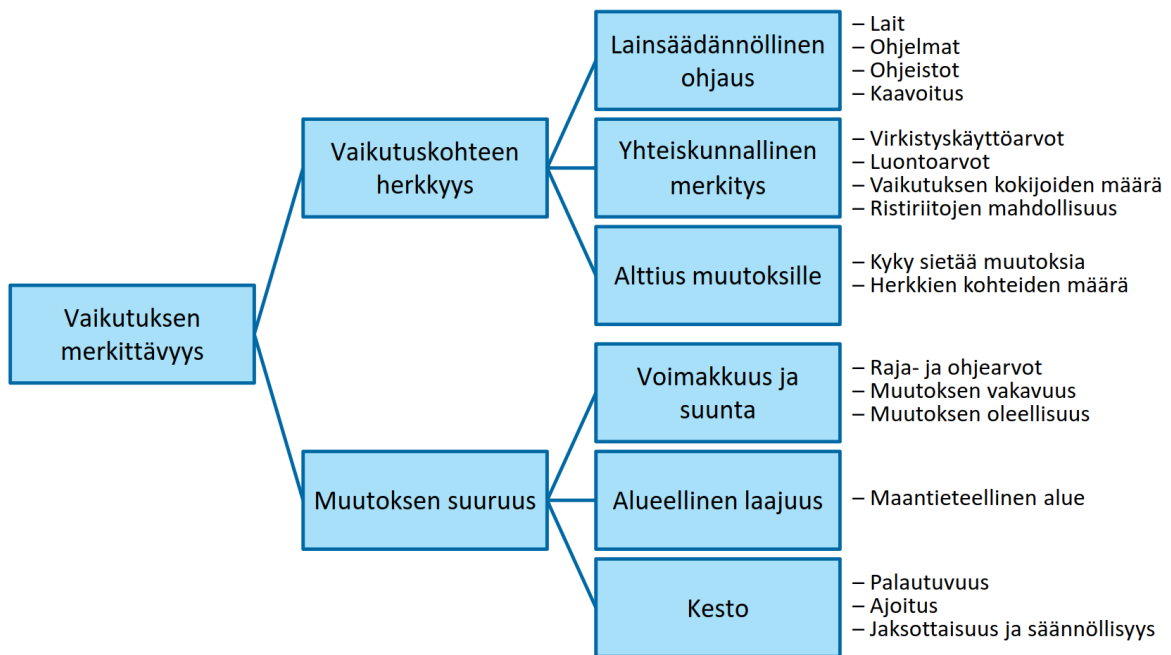 Vaikutuksen
merkittävyys
Vaikutuskohteen
herkkyys
Lainsäädännöllinen
ohjaus
– Lait
– Ohjelmat
– Ohjeistot
– Kaavoitus
Yhteiskunnallinen
merkitys
– Virkistyskäyttöarvot
– Luontoarvot
– Vaikutuksen kokijoiden määrä
– Ristiriitojen mahdollisuus
Alttius muutoksille
– Kyky sietää muutoksia
– Herkkien kohteiden määrä
Muutoksen suuruus
Voimakkuus ja
suunta
– Raja- ja ohjearvot
– Muutoksen vakavuus
– Muutoksen oleellisuus
Alueellinen laajuus
– Maantieteellinen alue
Kesto
– Palautuvuus
– Ajoitus
– Jaksottaisuus ja säännöllisyys